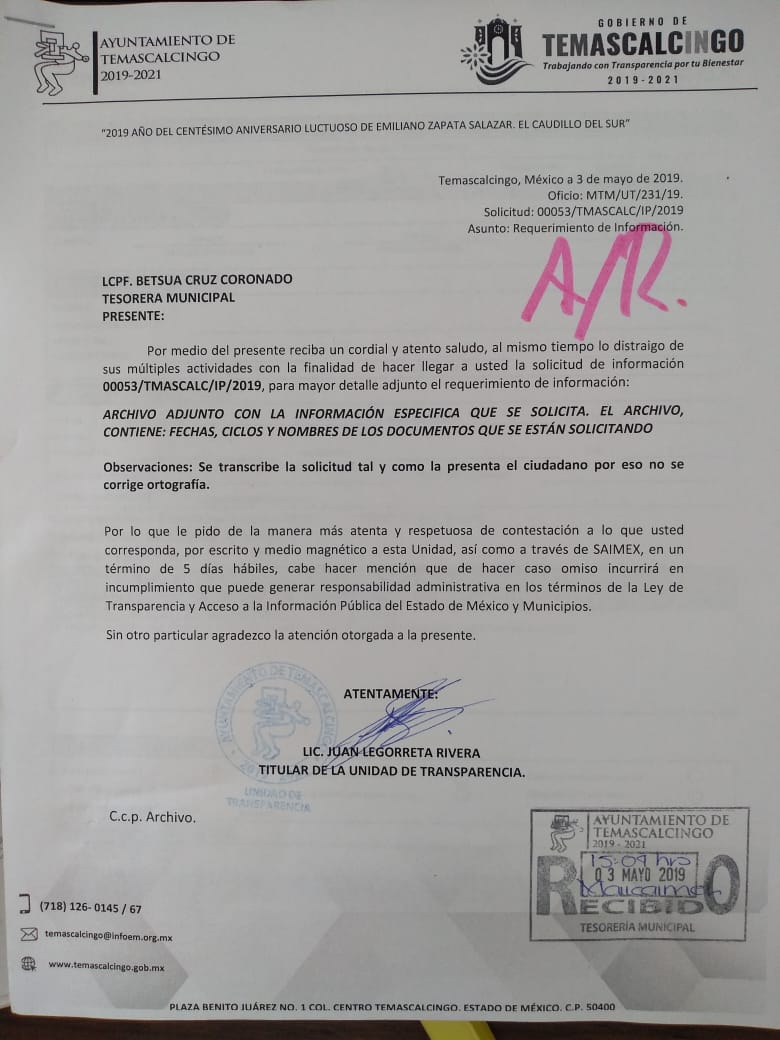 AYUNTAMIENTO DE
TEMASCALCINGO
2019-2021
GOBIERNO DE
TEMASCALCINGO
Trabajando con Transparencia por tu Bienestar
2019-2021
"2019 AÑO DEL CENTÉSIMO ANIVERSARIO LUCTUOSO DE EMILIANO ZAPATA SALAZAR. EL CAUDILLO DEL SUR"
Temascalcingo, México a 3 de mayo de 2019.
Oficio: MTM/UT/231/19.
Solicitud: 00053/TMASCALC/IP/2019
Asunto: Requerimiento de Información.
A/R.
LCPF. BETSUA CRUZ CORONADO
TESORERA MUNICIPAL
PRESENTE:
Por medio del presente reciba un cordial y atento saludo, al mismo tiempo lo distraigo de
sus múltiples actividades con la finalidad de hacer llegar a usted la solicitud de información
00053/TMASCALC/IP/2019, para mayor detalle adjunto el requerimiento de información:
ARCHIVO ADJUNTO CON LA INFORMACIÓN ESPECIFICA QUE SE SOLICITA. EL ARCHIVO,
CONTIENE: FECHAS, CICLOS Y NOMBRES DE LOS DOCUMENTOS QUE SE ESTÁN SOLICITANDO
Observaciones: Se transcribe la solicitud tal y como la presenta el ciudadano por eso no se
corrige ortografía.
Por lo que le pido de la manera más atenta y respetuosa de contestación a lo que usted
corresponda, por escrito y medio magnético a esta Unidad, así como a través de SAIMEX, en un
término de 5 días hábiles, cabe hacer mención que de hacer caso omiso incurrirá en
incumplimiento que puede generar responsabilidad administrativa en los términos de la Ley de
Transparencia y Acceso a la Información Pública del Estado de México y Municipios.
Sin otro particular agradezco la atención otorgada a la presente.
AYUNTAMIENTO DE TEMASCALCINGO
UNIDAD DE
TRANSPARENCIA
ATENTAMENTE:
LIC. JUAN LEGORRETA RIVERA
TITULAR DE LA UNIDAD DE TRANSPARENCIA.
C.c.p. Archivo.
AYUNTAMIENTO DE
TEMASCALCINGO
2019 - 2021
15:09 hrs
03 MAYO 2019
RECIBIDO
TESORERÍA MUNICIPAL
(718) 126- 0145 / 67
temascalcingo@infoem.org.mx
www.temascalcingo.gob.mx
PLAZA BENITO JUÁREZ NO. 1 COL. CENTRO TEMASCALCINGO. ESTADO DE MÉXICO. C.P. 50400